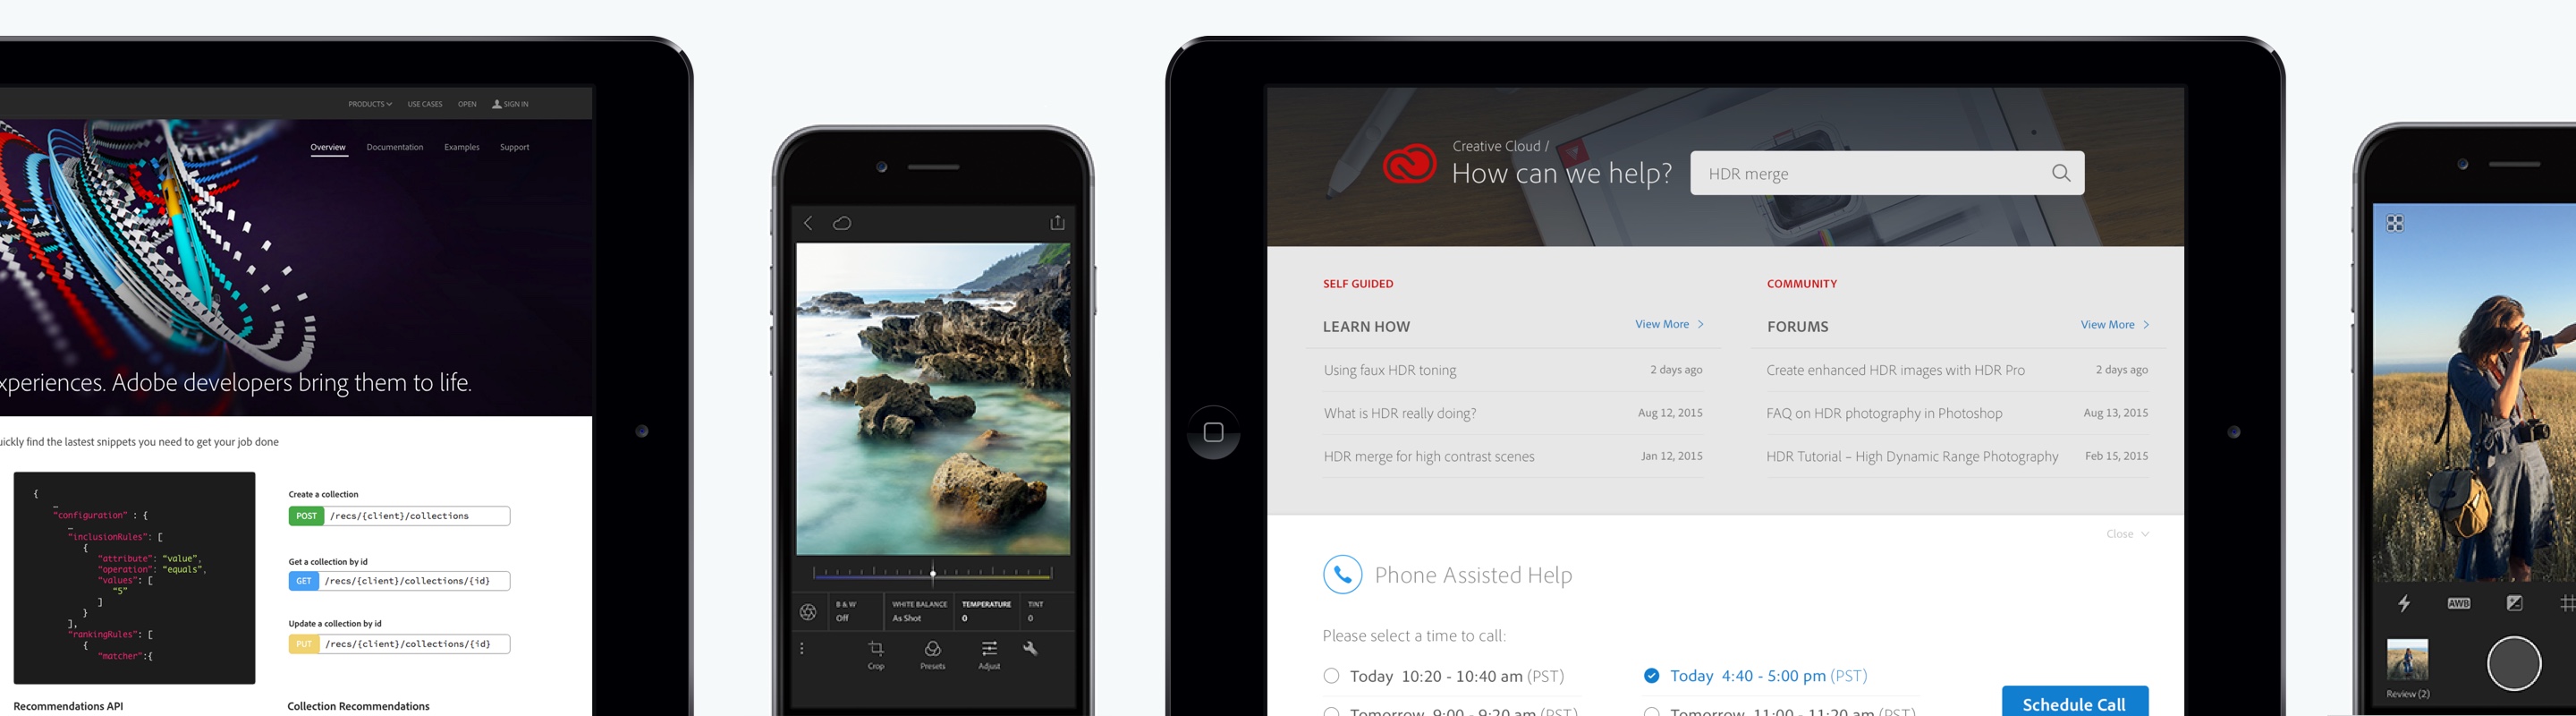 PRODUCTS USE CASES OPEN SIGN IN
Overview Documentation Examples Support
xperiences. Adobe developers bring them to life.
uickly find the lastest snippets you need to get your job done
{
"configuration" : {
"inclusionRules": [
{
"attribute": "value",
"operation": "equals",
"values": [
"5"
]
}
],
"rankingRules": [
{
"matcher":{
Create a collection
POST /recs/{client}/collections
Get a collection by id
GET /recs/{client}/collections/{id}
Update a collection by id
PUT /recs/{client}/collections/{id}
Recommendations API
Collection Recommendations
B & W
Off
WHITE BALANCE
As Shot
TEMPERATURE
0
TINT
0
Crop Presets Adjust
Creative Cloud /
How can we help?
HDR merge
SELF GUIDED
LEARN HOW View More
Using faux HDR toning 2 days ago
What is HDR really doing? Aug 12, 2015
HDR merge for high contrast scenes Jan 12, 2015
COMMUNITY
FORUMS View More
Create enhanced HDR images with HDR Pro 2 days ago
FAQ on HDR photography in Photoshop Aug 13, 2015
HDR Tutorial – High Dynamic Range Photography Feb 15, 2015
Close
Phone Assisted Help
Please select a time to call:
Today 10:20 - 10:40 am (PST)
Today 4:40 - 5:00 pm (PST)
Tomorrow 9:00 - 9:20 am (PST)
Tomorrow 11:00 - 11:20 am (PST)
Schedule Call
AWB
Review (2)